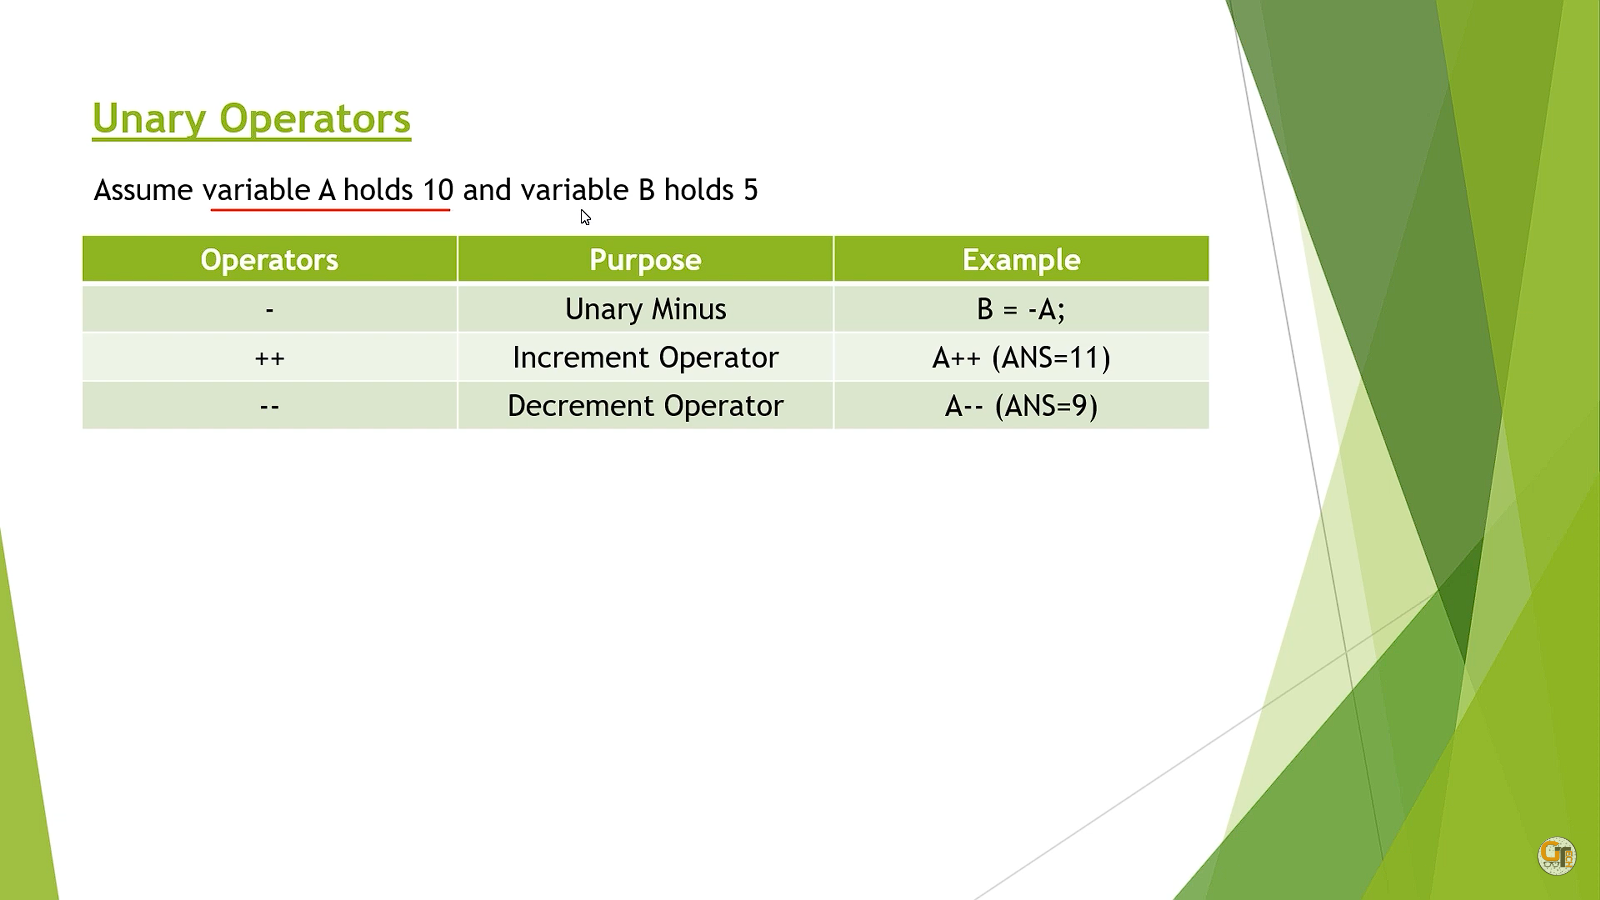 Unary Operators
Assume variable A holds 10 and variable B holds 5
Operators Purpose Example
- Unary Minus B = -A;
++ Increment Operator A++ (ANS=11)
-- Decrement Operator A-- (ANS=9)